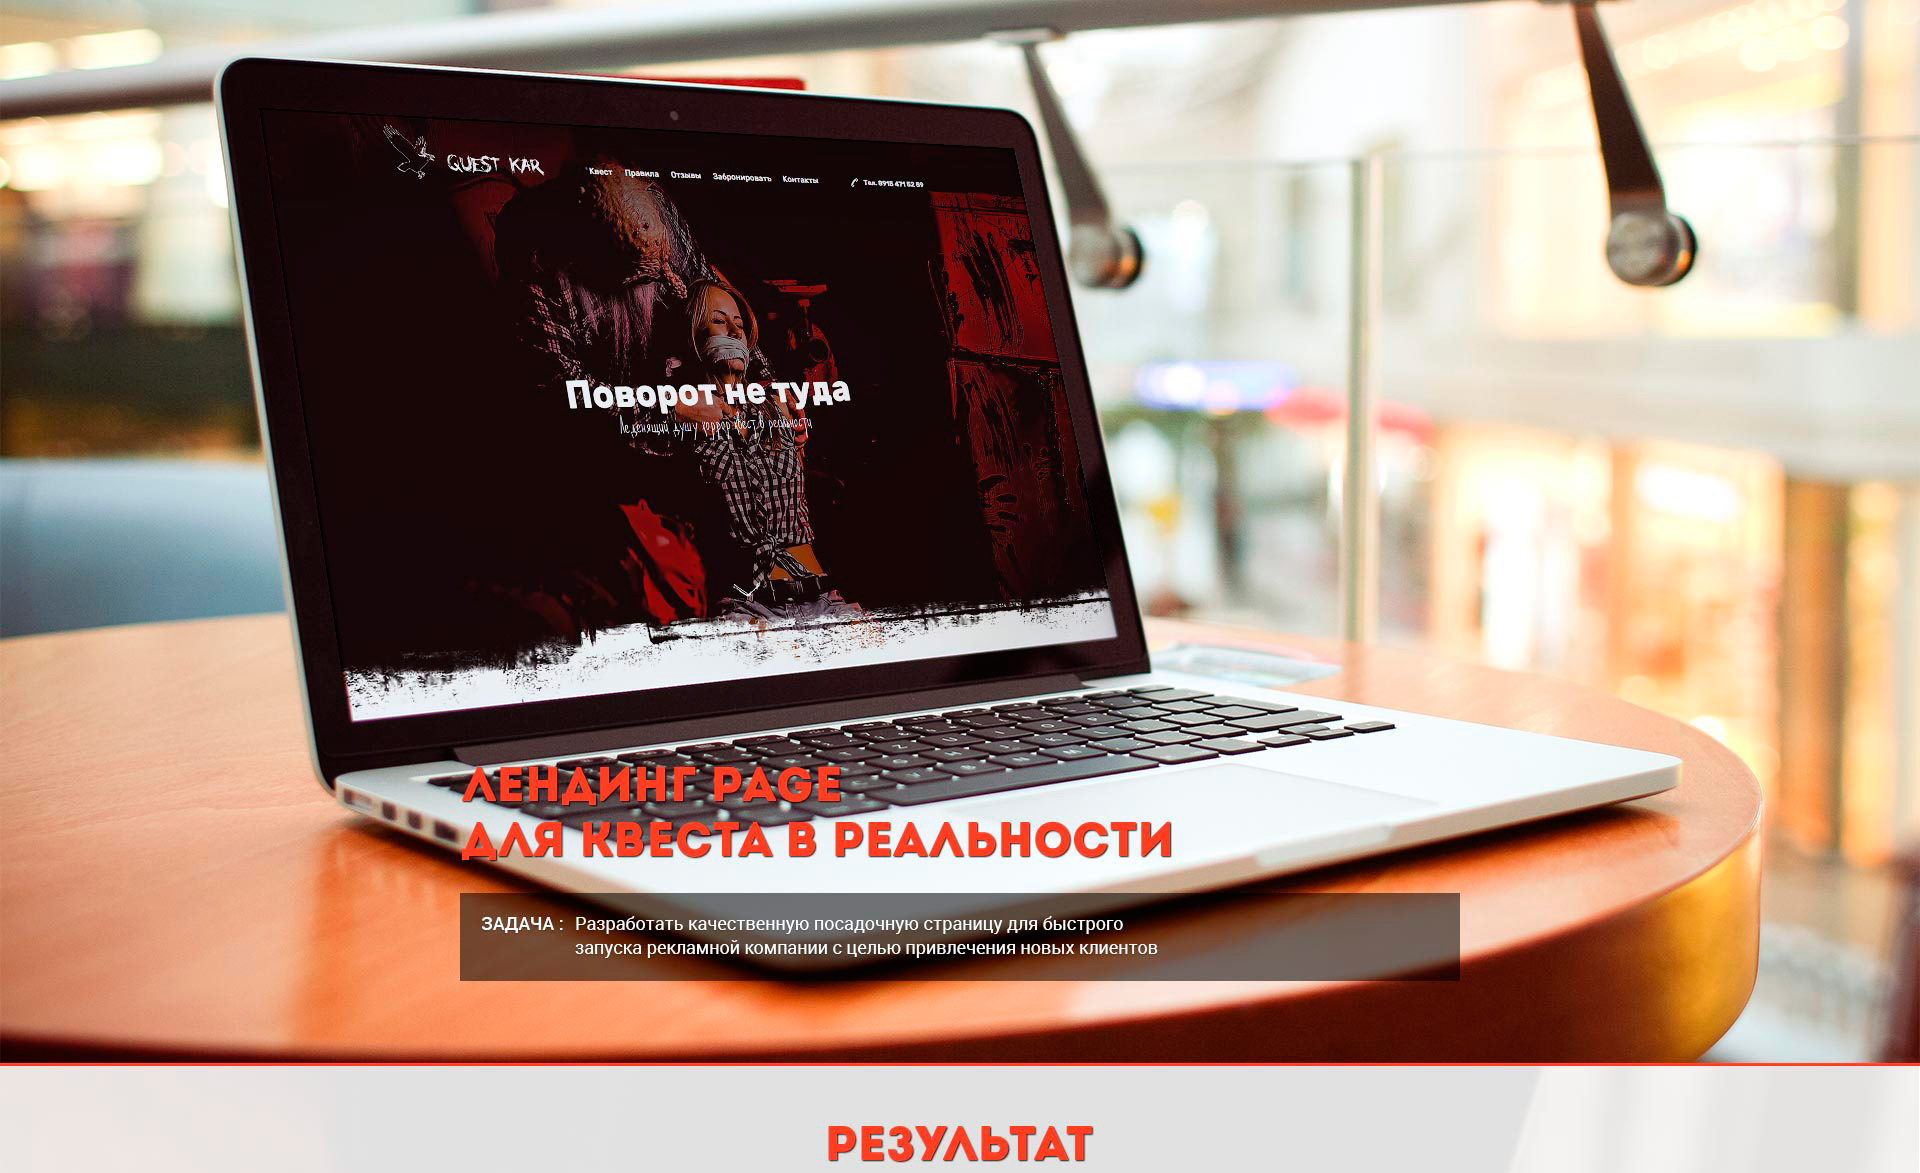 QUEST KAR
Квест Правила Отзывы Забронировать Контакты Тел. 8915 471 52 59
Поворот не туда
Леденящий душу хоррор квест в реальности
ЛЕНДИНГ PAGE
ДЛЯ КВЕСТА В РЕАЛЬНОСТИ
ЗАДАЧА : Разработать качественную посадочную страницу для быстрого
запуска рекламной компании с целью привлечения новых клиентов
РЕЗУЛЬТАТ